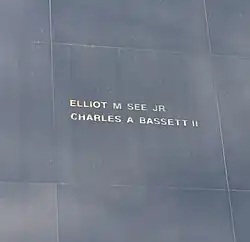 ELLIOT M SEE JR
CHARLES A BASSETT II